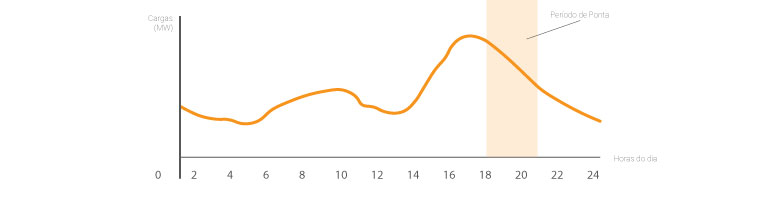 Período de Ponta
Cargas
(MW)
Horas do dia
0 2 4 6 8 10 12 14 16 18 20 22 24